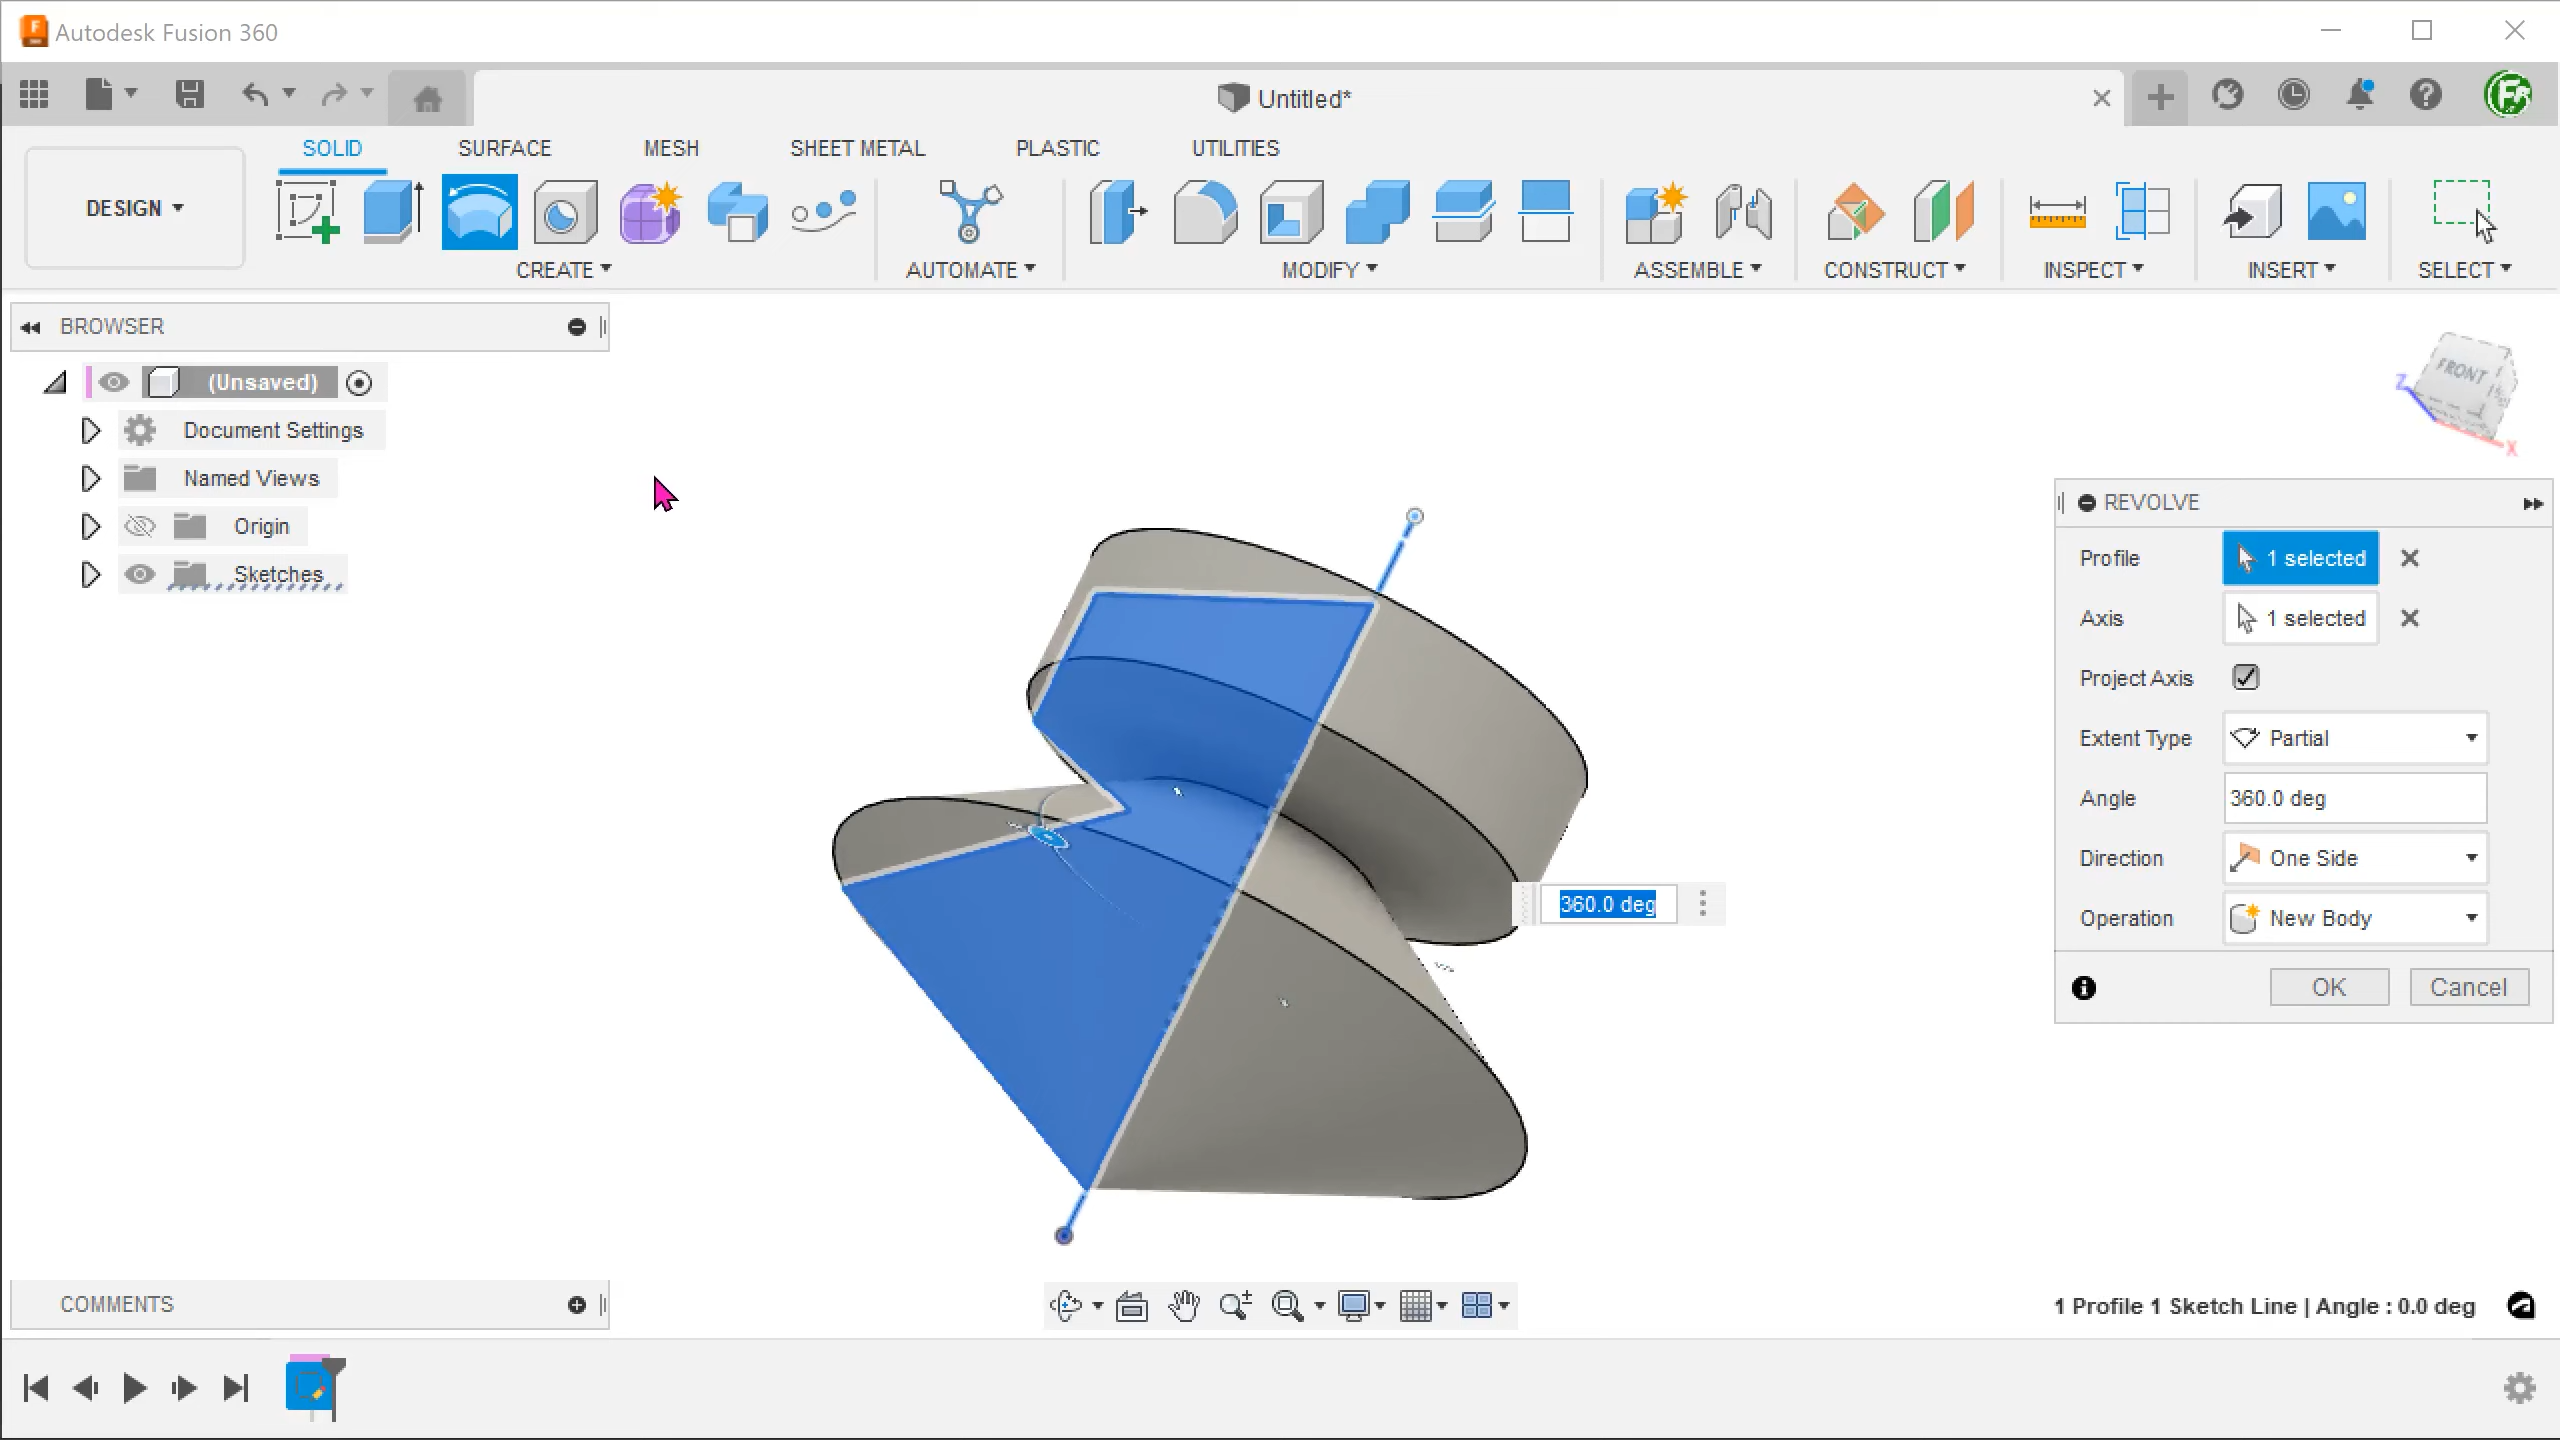 Autodesk Fusion 360
Untitled*
SOLID SURFACE MESH SHEET METAL PLASTIC UTILITIES
DESIGN
CREATE AUTOMATE MODIFY ASSEMBLE CONSTRUCT INSPECT INSERT SELECT
BROWSER
(Unsaved)
Document Settings
Named Views
Origin
Sketches
FRONT
Z
X
REVOLVE
Profile 1 selected
Axis 1 selected
Project Axis
Extent Type Partial
Angle 360.0 deg
Direction One Side
Operation New Body
OK Cancel
360.0 deg
COMMENTS
1 Profile 1 Sketch Line | Angle : 0.0 deg